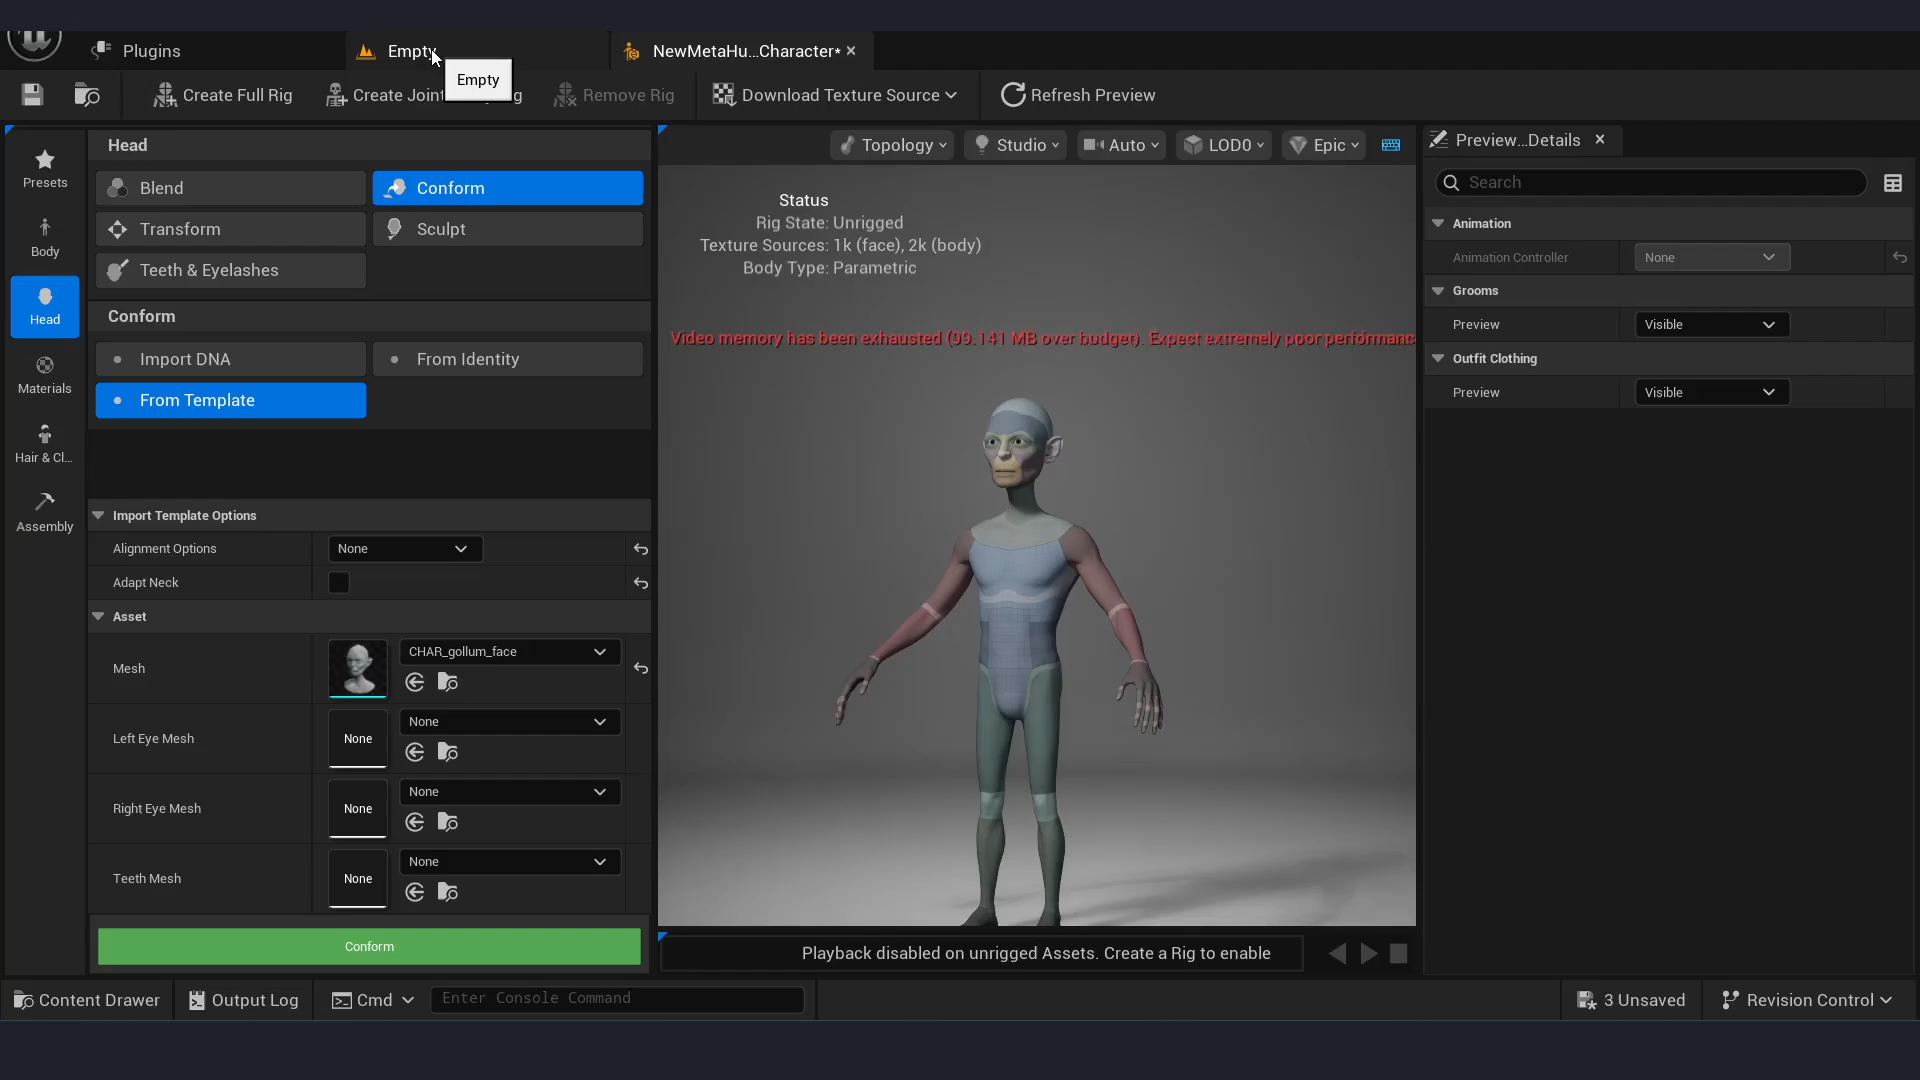 Plugins
Empty
NewMetaHu...Character*
Empty
Create Full Rig
Create Joint
g
Remove Rig
Download Texture Source
Refresh Preview
Presets
Body
Head
Materials
Hair & Cl...
Assembly
Head
Blend
Conform
Transform
Sculpt
Teeth & Eyelashes
Conform
Import DNA
From Identity
From Template
Import Template Options
Alignment Options
None
Adapt Neck
Asset
Mesh
CHAR_gollum_face
Left Eye Mesh
None
None
Right Eye Mesh
None
None
Teeth Mesh
None
None
Conform
Topology
Studio
Auto
LOD0
Epic
Status
Rig State: Unrigged
Texture Sources: 1k (face), 2k (body)
Body Type: Parametric
Video memory has been exhausted (99.141 MB over budget). Expect extremely poor performanc
Playback disabled on unrigged Assets. Create a Rig to enable
Preview...Details
Search
Animation
Animation Controller
None
Grooms
Preview
Visible
Outfit Clothing
Preview
Visible
Content Drawer
Output Log
Cmd
Enter Console Command
3 Unsaved
Revision Control